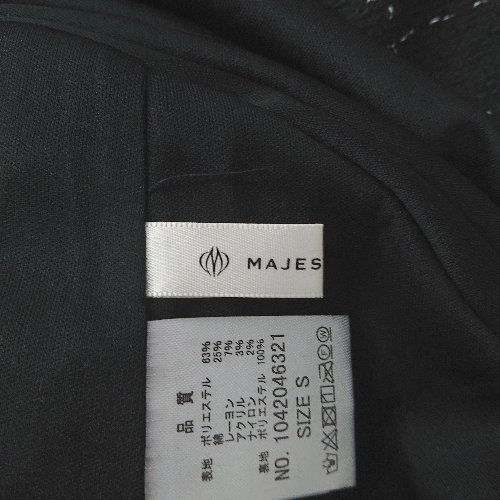 MAJES
品質
表地 ポリエステル 63%
綿 25%
レーヨン 7%
アクリル 3%
ナイロン 2%
裏地 ポリエステル 100%
NO. 1042046321
SIZE S